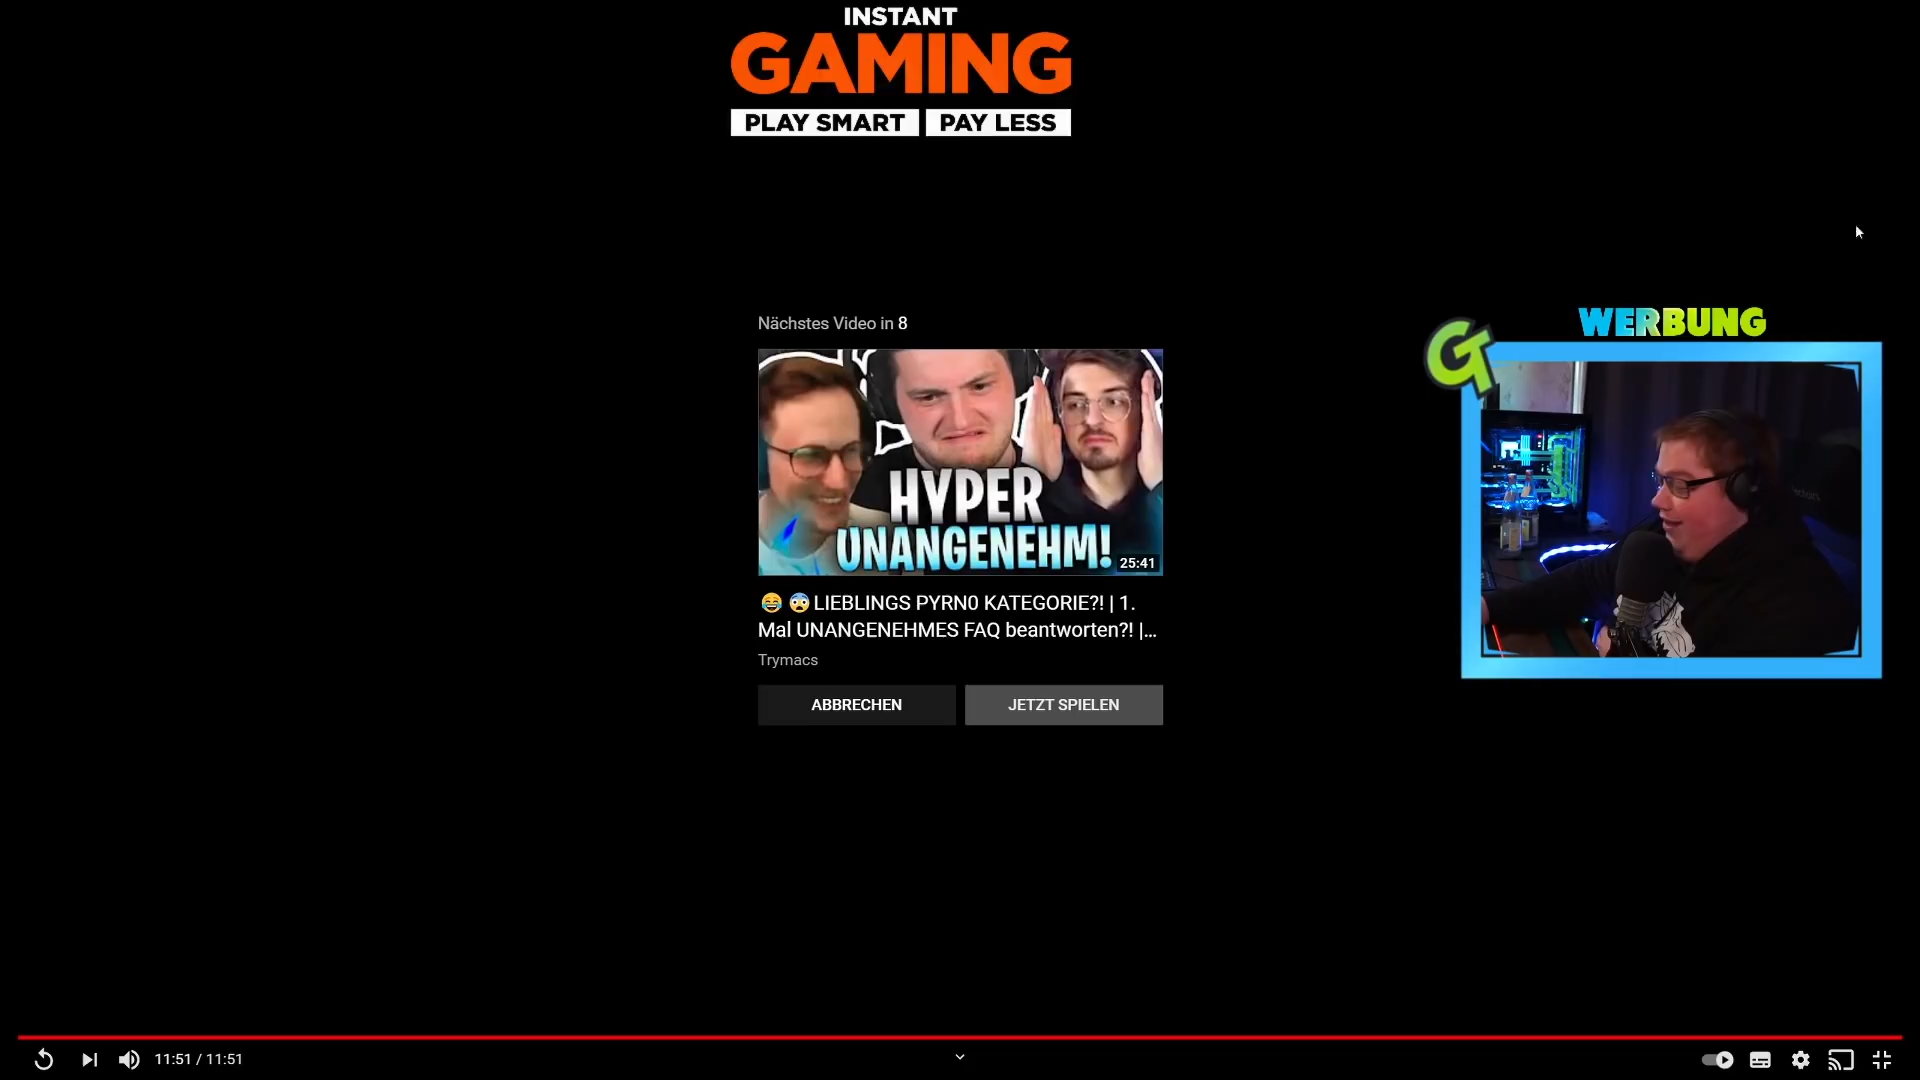 INSTANT
GAMING
PLAY SMART PAY LESS
Nächstes Video in 8
WERBUNG
G
HYPER
UNANGENEHM!
25:41
😂 😨 LIEBLINGS PYRN0 KATEGORIE?! | 1.
Mal UNANGENEHMES FAQ beantworten?! |...
Trymacs
ABBRECHEN JETZT SPIELEN
11:51 / 11:51